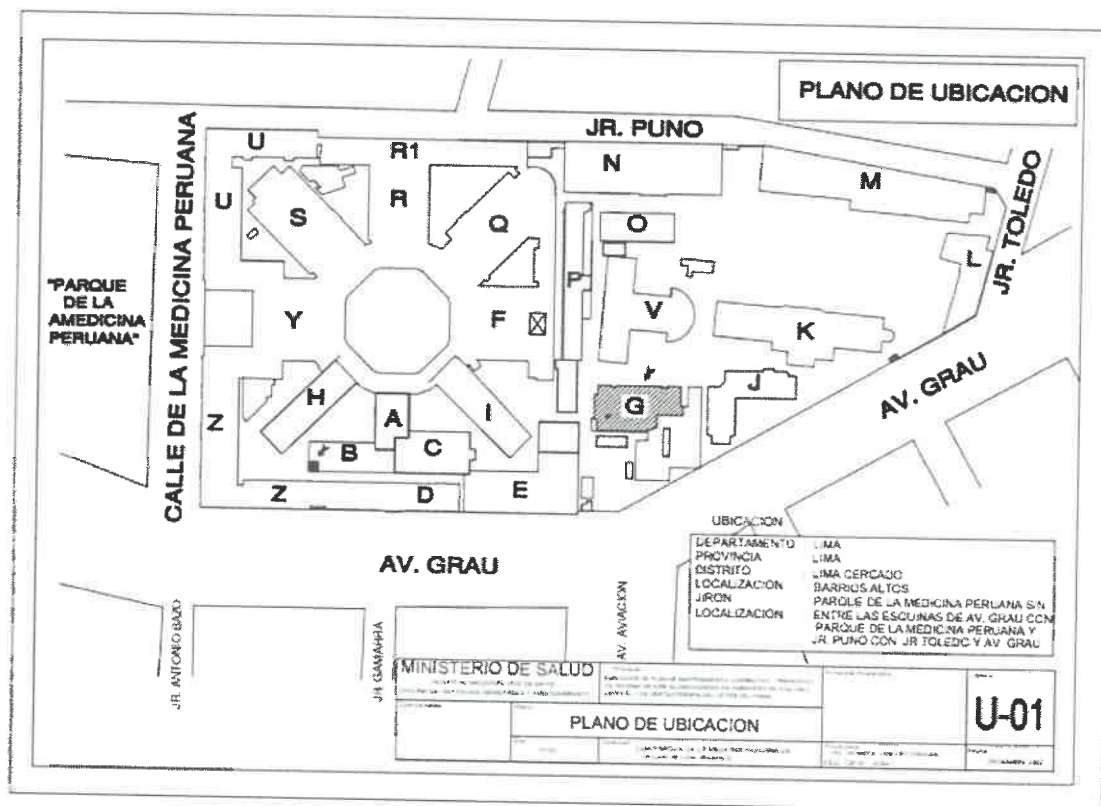 PLANO DE UBICACION
JR. PUNO
JR. TOLEDO
CALLE DE LA MEDICINA PERUANA
"PARQUE
DE LA
AMEDICINA
PERUANA"
U
R1
N
M
U
S
R
Q
O
L
P
Y
F
V
K
H
A
I
G
J
AV. GRAU
Z
B
C
Z
D
E
AV. GRAU
JR. ANTONIO BAZO
JR. GAMARRA
AV. AVIACION
UBICACION
DEPARTAMENTO LIMA
PROVINCIA LIMA
DISTRITO LIMA CERCADO
LOCALIZACION BARRIOS ALTOS
JIRON PARQUE DE LA MEDICINA PERUANA S/N
LOCALIZACION ENTRE LAS ESQUINAS DE AV. GRAU CON
PARQUE DE LA MEDICINA PERUANA Y
JR. PUNO CON JR TOLEDO Y AV. GRAU
MINISTERIO DE SALUD
PLANO DE UBICACION
U-01